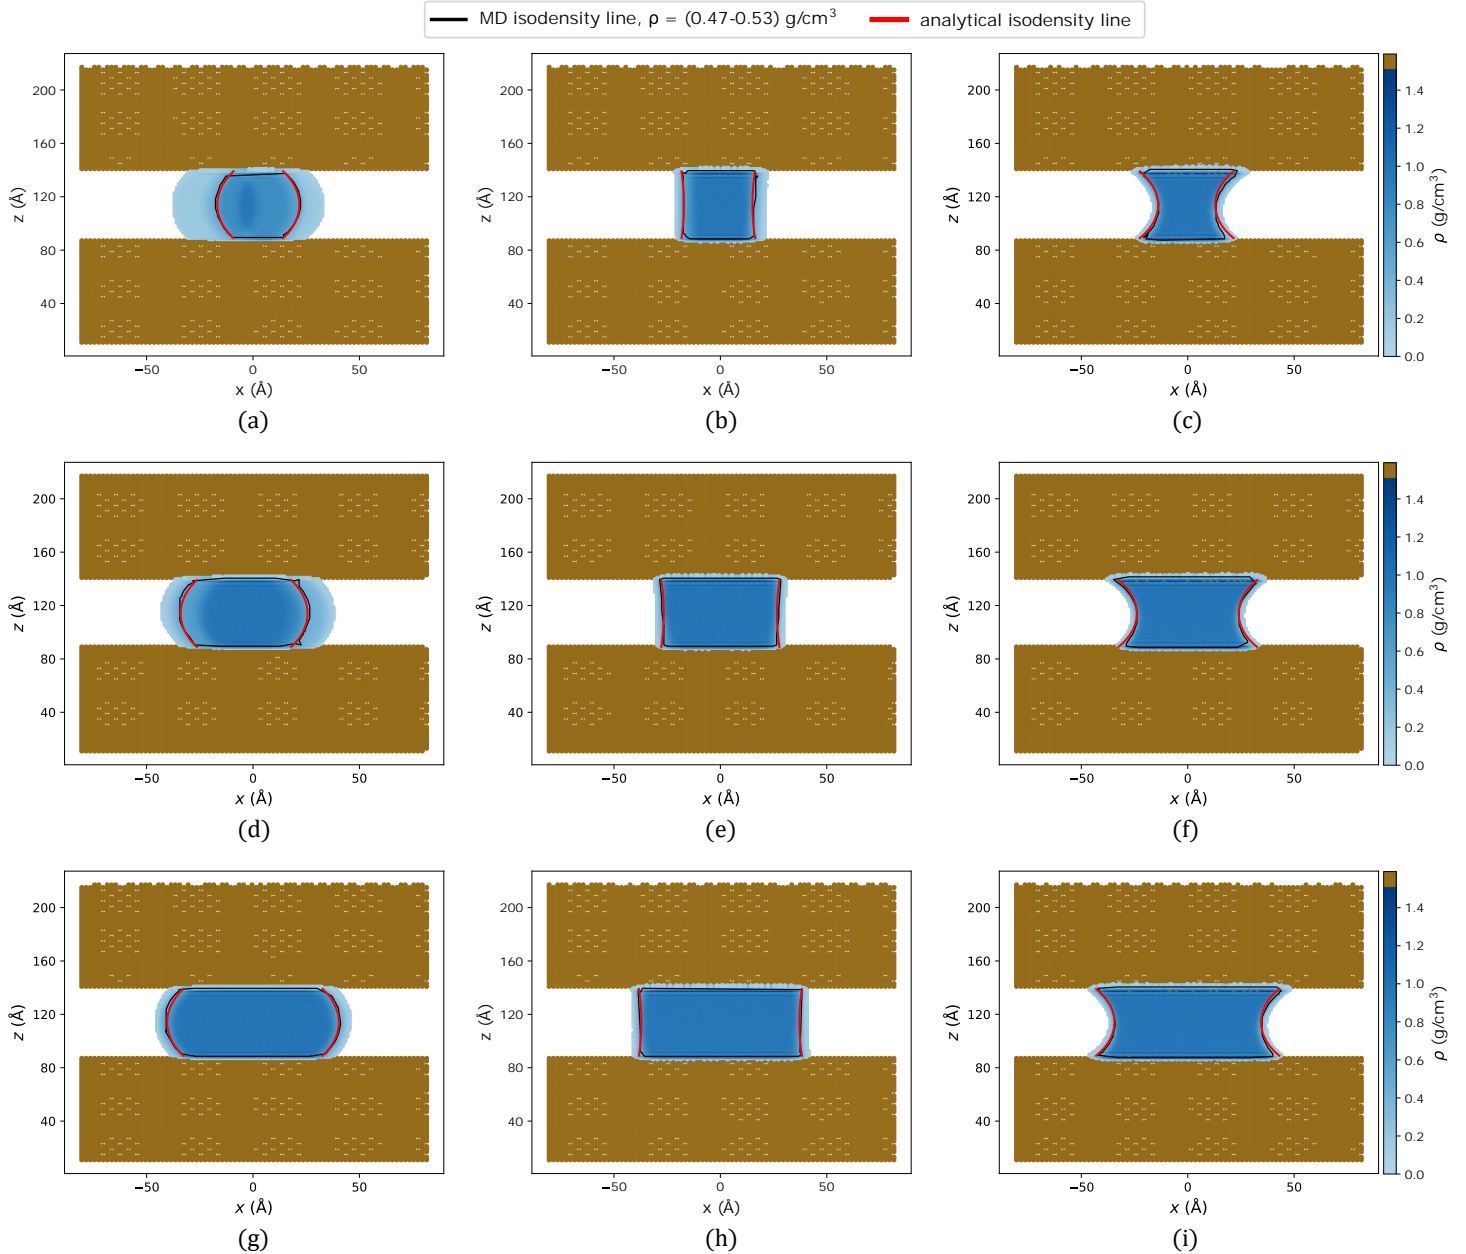 MD isodensity line, ρ = (0.47-0.53) g/cm³ analytical isodensity line
200
160
120
80
40
z (Å)
−50 0 50
x (Å)
(a)
200
160
120
80
40
z (Å)
−50 0 50
x (Å)
(b)
200
160
120
80
40
z (Å)
−50 0 50
x (Å)
(c)
1.4
1.2
1.0
0.8
0.6
0.4
0.2
0.0
ρ (g/cm³)
200
160
120
80
40
z (Å)
−50 0 50
x (Å)
(d)
200
160
120
80
40
z (Å)
−50 0 50
x (Å)
(e)
200
160
120
80
40
z (Å)
−50 0 50
x (Å)
(f)
1.4
1.2
1.0
0.8
0.6
0.4
0.2
0.0
ρ (g/cm³)
200
160
120
80
40
z (Å)
−50 0 50
x (Å)
(g)
200
160
120
80
40
z (Å)
−50 0 50
x (Å)
(h)
200
160
120
80
40
z (Å)
−50 0 50
x (Å)
(i)
1.4
1.2
1.0
0.8
0.6
0.4
0.2
0.0
ρ (g/cm³)